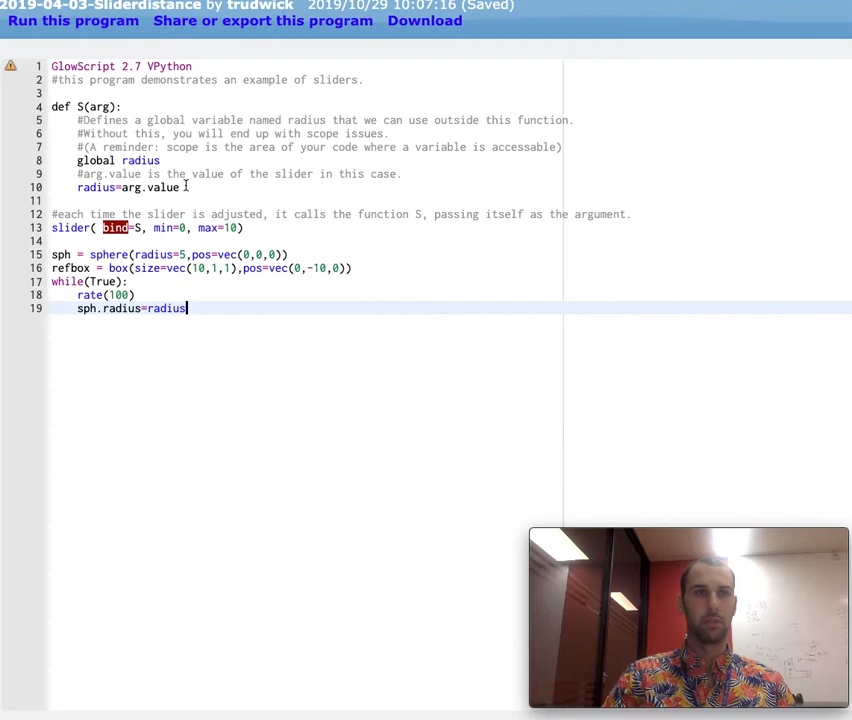 2019-04-03-Sliderdistance by trudwick 2019/10/29 10:07:16 (Saved)
Run this program Share or export this program Download
1 GlowScript 2.7 VPython
2 #this program demonstrates an example of sliders.
3
4 def S(arg):
5 #Defines a global variable named radius that we can use outside this function.
6 #Without this, you will end up with scope issues.
7 #(A reminder: scope is the area of your code where a variable is accessable)
8 global radius
9 #arg.value is the value of the slider in this case.
10 radius=arg.value
11
12 #each time the slider is adjusted, it calls the function S, passing itself as the argument.
13 slider( bind=S, min=0, max=10)
14
15 sph = sphere(radius=5,pos=vec(0,0,0))
16 refbox = box(size=vec(10,1,1),pos=vec(0,-10,0))
17 while(True):
18 rate(100)
19 sph.radius=radius